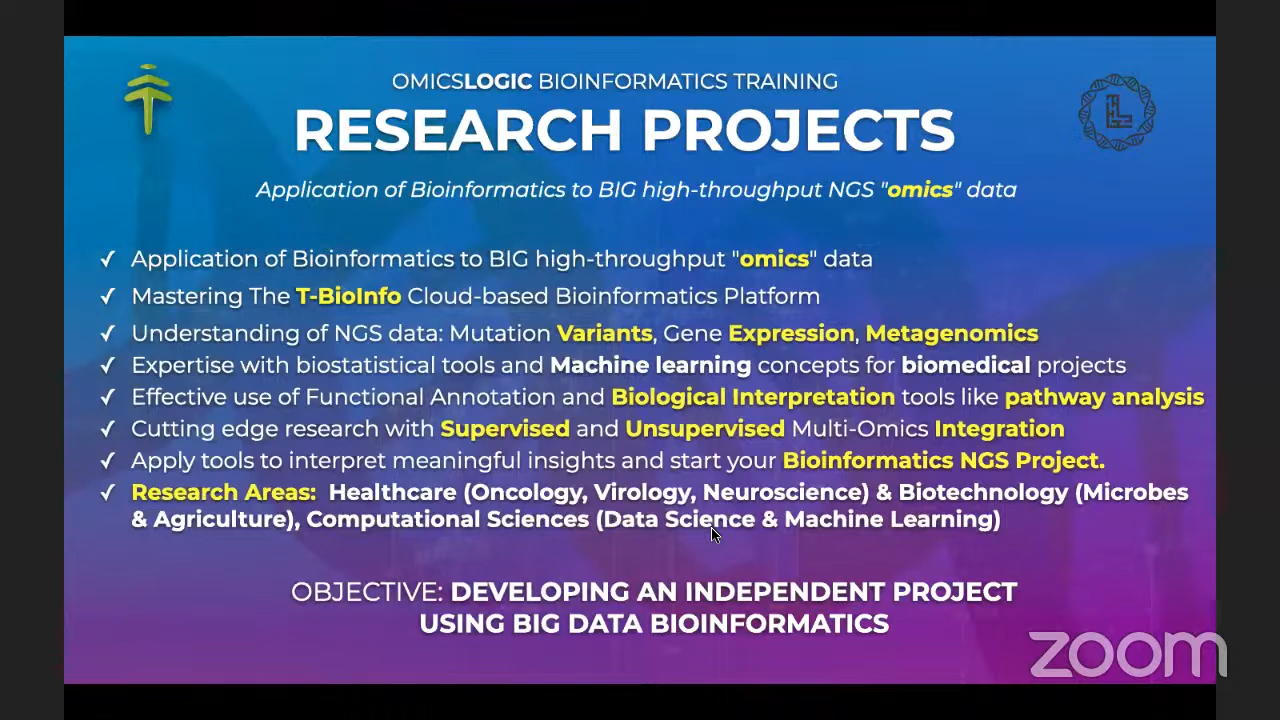 OMICSLOGIC BIOINFORMATICS TRAINING
RESEARCH PROJECTS
Application of Bioinformatics to BIG high-throughput NGS "omics" data
✓ Application of Bioinformatics to BIG high-throughput "omics" data
✓ Mastering The T-BioInfo Cloud-based Bioinformatics Platform
✓ Understanding of NGS data: Mutation Variants, Gene Expression, Metagenomics
✓ Expertise with biostatistical tools and Machine learning concepts for biomedical projects
✓ Effective use of Functional Annotation and Biological Interpretation tools like pathway analysis
✓ Cutting edge research with Supervised and Unsupervised Multi-Omics Integration
✓ Apply tools to interpret meaningful insights and start your Bioinformatics NGS Project.
✓ Research Areas: Healthcare (Oncology, Virology, Neuroscience) & Biotechnology (Microbes
& Agriculture), Computational Sciences (Data Science & Machine Learning)
OBJECTIVE: DEVELOPING AN INDEPENDENT PROJECT
USING BIG DATA BIOINFORMATICS
zoom